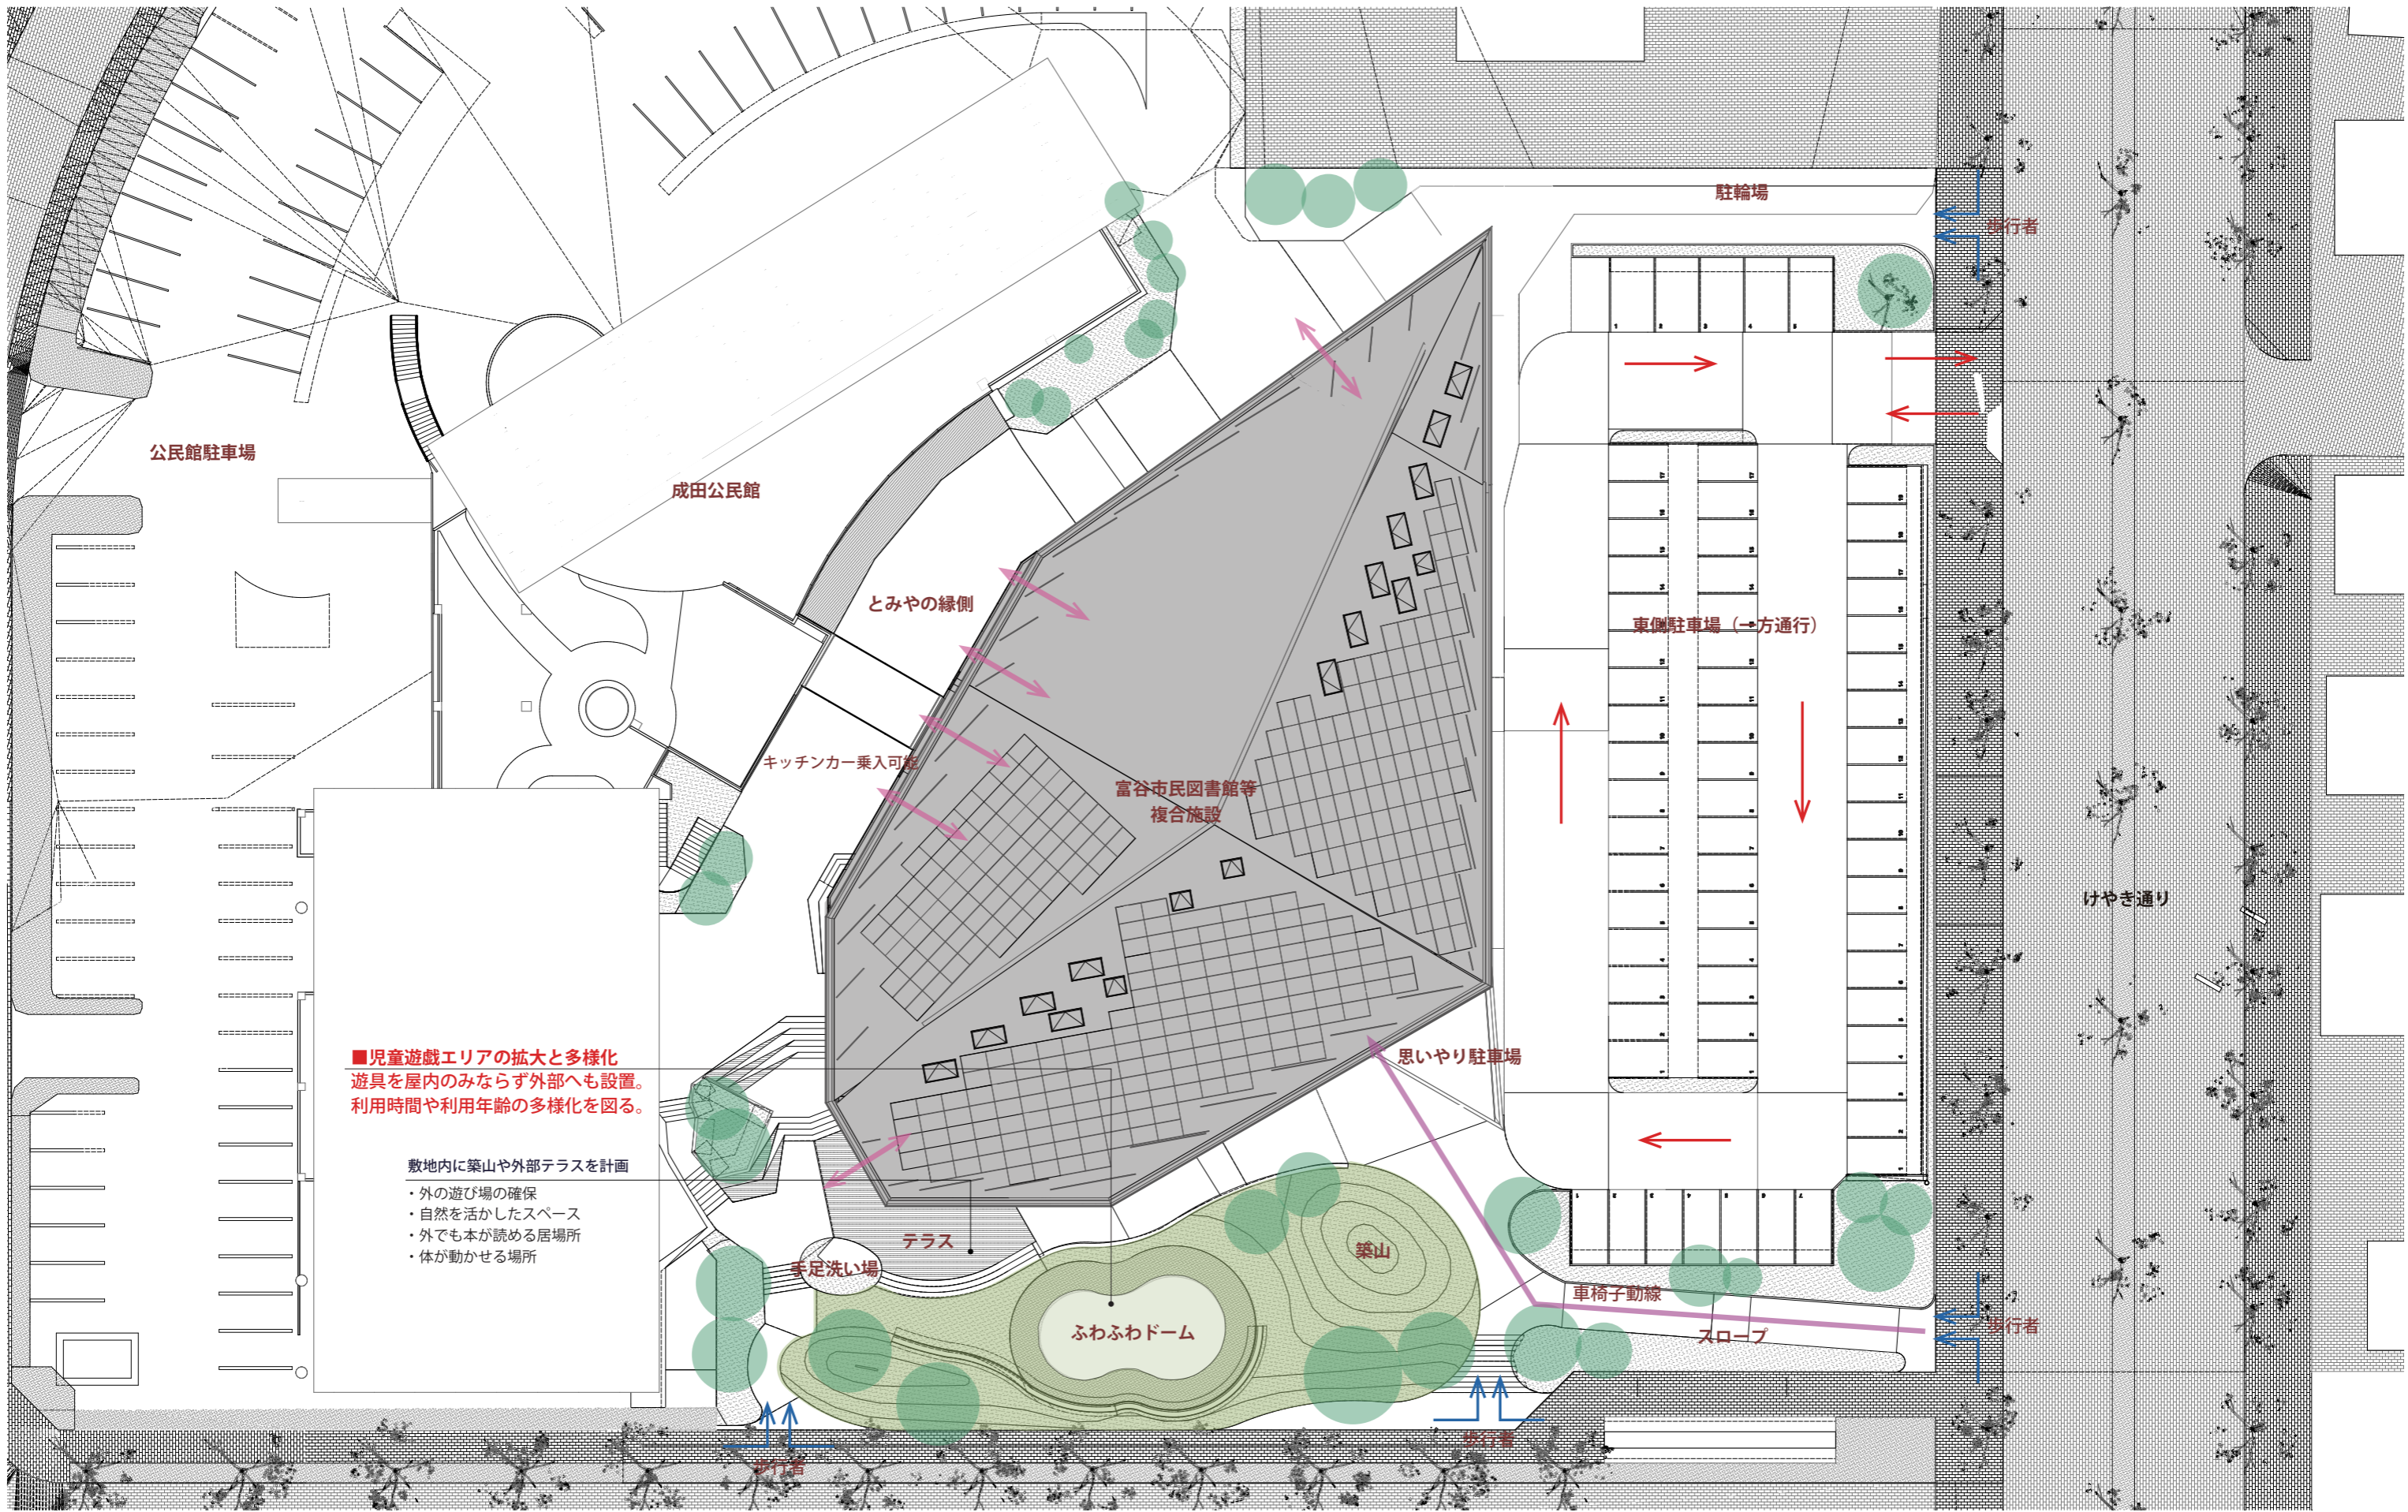 駐輪場
歩行者
公民館駐車場
成田公民館
とみやの縁側
東側駐車場（一方通行）
キッチンカー乗入可能
富谷市民図書館等
複合施設
けやき通り
■児童遊戯エリアの拡大と多様化
遊具を屋内のみならず外部へも設置。
利用時間や利用年齢の多様化を図る。
思いやり駐車場
敷地内に築山や外部テラスを計画
・外の遊び場の確保
・自然を活かしたスペース
・外でも本が読める居場所
・体が動かせる場所
テラス
築山
手足洗い場
車椅子動線
ふわふわドーム
スロープ
歩行者
歩行者
歩行者